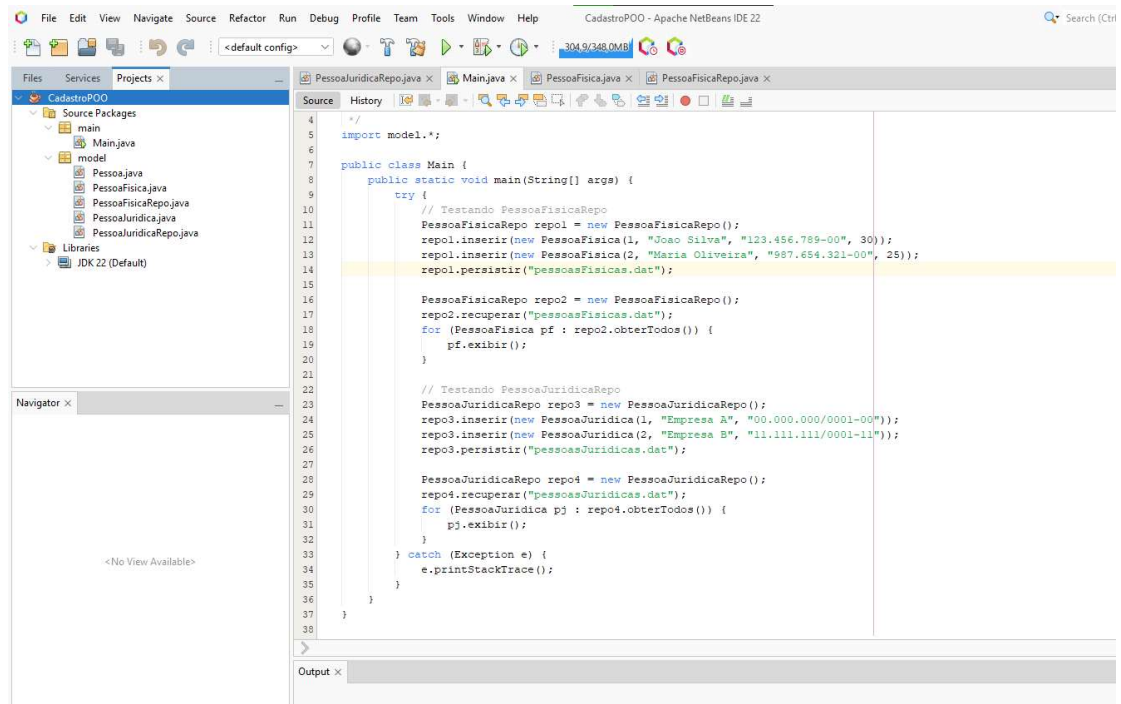 File Edit View Navigate Source Refactor Run Debug Profile Team Tools Window Help CadastroPOO - Apache NetBeans IDE 22 Search (Ctrl
<default config> 304,9/348,0MB
Files Services Projects ×
CadastroPOO
Source Packages
main
Main.java
model
Pessoa.java
PessoaFisica.java
PessoaFisicaRepo.java
PessoaJuridica.java
PessoaJuridicaRepo.java
Libraries
JDK 22 (Default)
Navigator ×
<No View Available>
PessoaJuridicaRepo.java × Main.java × PessoaFisica.java × PessoaFisicaRepo.java ×
Source History
4 */
5 import model.*;
6
7 public class Main {
8 public static void main(String[] args) {
9 try {
10 // Testando PessoaFisicaRepo
11 PessoaFisicaRepo repo1 = new PessoaFisicaRepo();
12 repo1.inserir(new PessoaFisica(1, "Joao Silva", "123.456.789-00", 30));
13 repo1.inserir(new PessoaFisica(2, "Maria Oliveira", "987.654.321-00", 25));
14 repo1.persistir("pessoasFisicas.dat");
15
16 PessoaFisicaRepo repo2 = new PessoaFisicaRepo();
17 repo2.recuperar("pessoasFisicas.dat");
18 for (PessoaFisica pf : repo2.obterTodos()) {
19 pf.exibir();
20 }
21
22 // Testando PessoaJuridicaRepo
23 PessoaJuridicaRepo repo3 = new PessoaJuridicaRepo();
24 repo3.inserir(new PessoaJuridica(1, "Empresa A", "00.000.000/0001-00"));
25 repo3.inserir(new PessoaJuridica(2, "Empresa B", "11.111.111/0001-11"));
26 repo3.persistir("pessoasJuridicas.dat");
27
28 PessoaJuridicaRepo repo4 = new PessoaJuridicaRepo();
29 repo4.recuperar("pessoasJuridicas.dat");
30 for (PessoaJuridica pj : repo4.obterTodos()) {
31 pj.exibir();
32 }
33 } catch (Exception e) {
34 e.printStackTrace();
35 }
36 }
37 }
38
Output ×